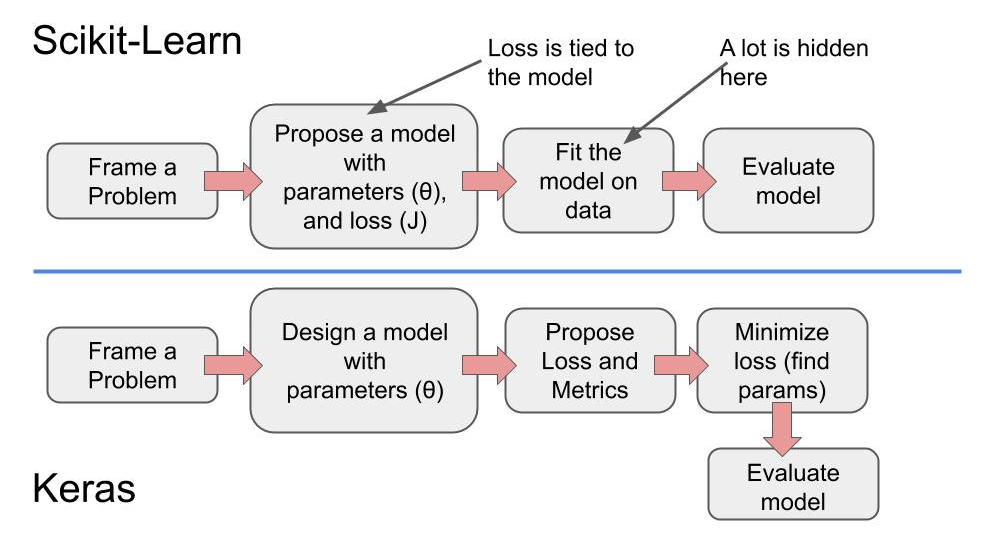 Scikit-Learn
Loss is tied to
the model
A lot is hidden
here
Frame a
Problem
Propose a model
with
parameters (θ),
and loss (J)
Fit the
model on
data
Evaluate
model
Frame a
Problem
Design a model
with
parameters (θ)
Propose
Loss and
Metrics
Minimize
loss (find
params)
Evaluate
model
Keras